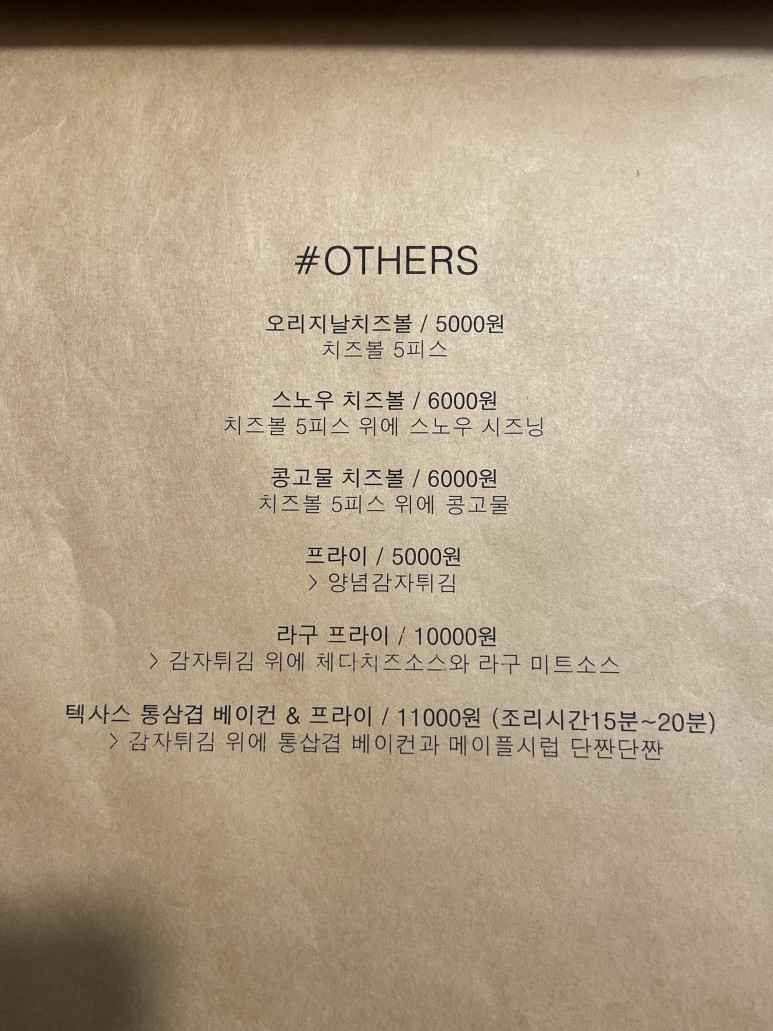 #OTHERS
오리지날치즈볼 / 5000원
치즈볼 5피스
스노우 치즈볼 / 6000원
치즈볼 5피스 위에 스노우 시즈닝
콩고물 치즈볼 / 6000원
치즈볼 5피스 위에 콩고물
프라이 / 5000원
> 양념감자튀김
라구 프라이 / 10000원
> 감자튀김 위에 체다치즈소스와 라구 미트소스
텍사스 통삼겹 베이컨 & 프라이 / 11000원 (조리시간15분~20분)
> 감자튀김 위에 통삽겹 베이컨과 메이플시럽 단짠단짠